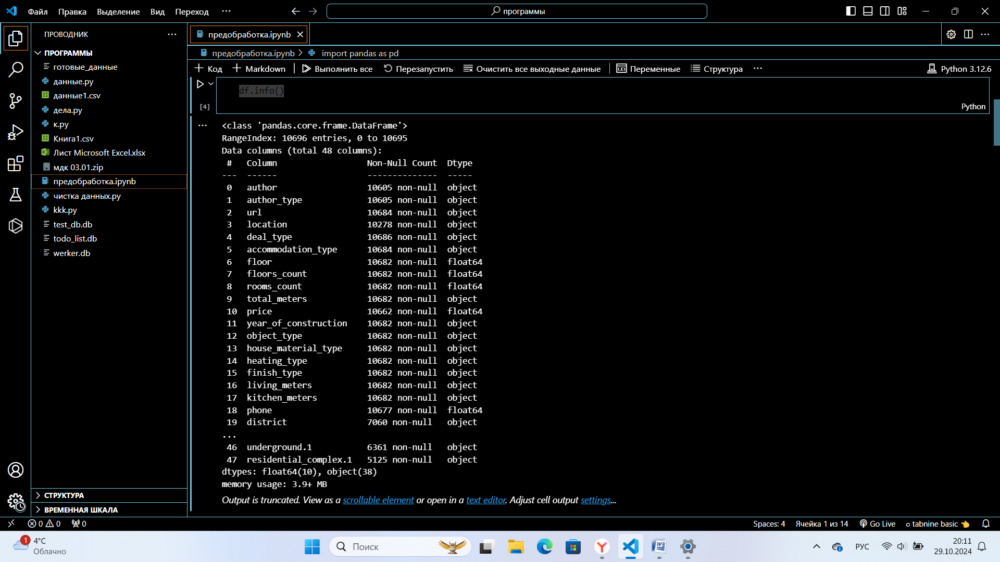 Файл Правка Выделение Вид Переход ··· программы
ПРОВОДНИК ···
ПРОГРАММЫ
готовые_данные
данные.py
данные1.csv
дела.py
к.py
Книга1.csv
Лист Microsoft Excel.xlsx
мдк 03.01.zip
предобработка.ipynb
чистка данных.py
kkk.py
test_db.db
todo_list.db
werker.db
СТРУКТУРА
ВРЕМЕННАЯ ШКАЛА
предобработка.ipynb
предобработка.ipynb > import pandas as pd
Код Markdown Выполнить все Перезапустить Очистить все выходные данные Переменные Структура ··· Python 3.12.6
df.info()
[4]
Python
<class 'pandas.core.frame.DataFrame'>
RangeIndex: 10696 entries, 0 to 10695
Data columns (total 48 columns):
# Column Non-Null Count Dtype
--- ------ -------------- -----
0 author 10605 non-null object
1 author_type 10605 non-null object
2 url 10684 non-null object
3 location 10278 non-null object
4 deal_type 10686 non-null object
5 accommodation_type 10684 non-null object
6 floor 10682 non-null float64
7 floors_count 10682 non-null float64
8 rooms_count 10682 non-null float64
9 total_meters 10682 non-null object
10 price 10662 non-null float64
11 year_of_construction 10682 non-null object
12 object_type 10682 non-null object
13 house_material_type 10682 non-null object
14 heating_type 10682 non-null object
15 finish_type 10682 non-null object
16 living_meters 10682 non-null object
17 kitchen_meters 10682 non-null object
18 phone 10677 non-null float64
19 district 7060 non-null object
...
46 underground.1 6361 non-null object
47 residential_complex.1 5125 non-null object
dtypes: float64(10), object(38)
memory usage: 3.9+ MB
Output is truncated. View as a scrollable element or open in a text editor. Adjust cell output settings...
0 0 0 Spaces: 4 Ячейка 1 из 14 Go Live tabnine basic
1 4°C
Облачно
Поиск
РУС
20:11
29.10.2024